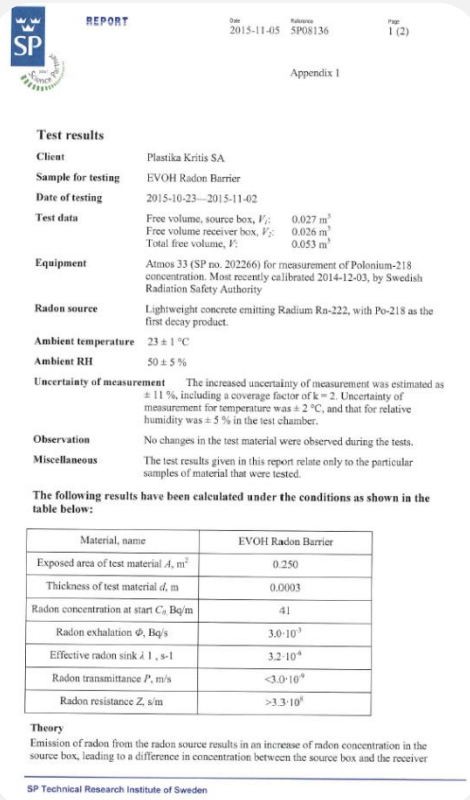 SP
Science Partner
REPORT
Date
2015-11-05
Reference
SP08136
Page
1 (2)
Appendix 1
Test results
Client Plastika Kritis SA
Sample for testing EVOH Radon Barrier
Date of testing 2015-10-23—2015-11-02
Test data Free volume, source box, V₁: 0.027 m³
Free volume receiver box, V₂: 0.026 m³
Total free volume, V: 0.053 m³
Equipment Atmos 33 (SP no. 202266) for measurement of Polonium-218
concentration. Most recently calibrated 2014-12-03, by Swedish
Radiation Safety Authority
Radon source Lightweight concrete emitting Radium Rn-222, with Po-218 as the
first decay product.
Ambient temperature 23 ± 1 °C
Ambient RH 50 ± 5 %
Uncertainty of measurement The increased uncertainty of measurement was estimated as
± 11 %, including a coverage factor of k = 2. Uncertainty of
measurement for temperature was ± 2 °C, and that for relative
humidity was ± 5 % in the test chamber.
Observation No changes in the test material were observed during the tests.
Miscellaneous The test results given in this report relate only to the particular
samples of material that were tested.
The following results have been calculated under the conditions as shown in the
table below:
Material, name EVOH Radon Barrier
Exposed area of test material A, m² 0.250
Thickness of test material d, m 0.0003
Radon concentration at start C₀, Bq/m 41
Radon exhalation Φ, Bq/s 3.0·10⁻³
Effective radon sink λ 1 , s-1 3.2·10⁻⁶
Radon transmittance P, m/s <3.0·10⁻⁹
Radon resistance Z, s/m >3.3·10⁸
Theory
Emission of radon from the radon source results in an increase of radon concentration in the
source box, leading to a difference in concentration between the source box and the receiver
SP Technical Research Institute of Sweden